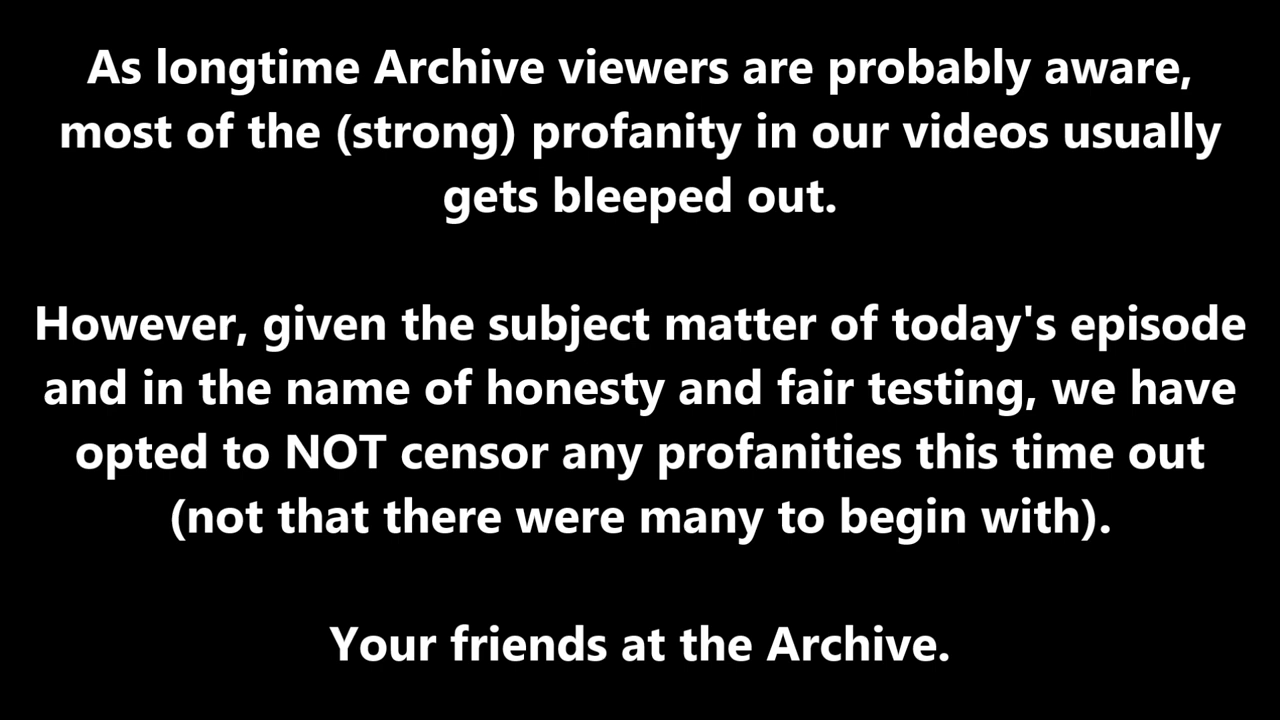 As longtime Archive viewers are probably aware,
most of the (strong) profanity in our videos usually
gets bleeped out.
However, given the subject matter of today's episode
and in the name of honesty and fair testing, we have
opted to NOT censor any profanities this time out
(not that there were many to begin with).
Your friends at the Archive.